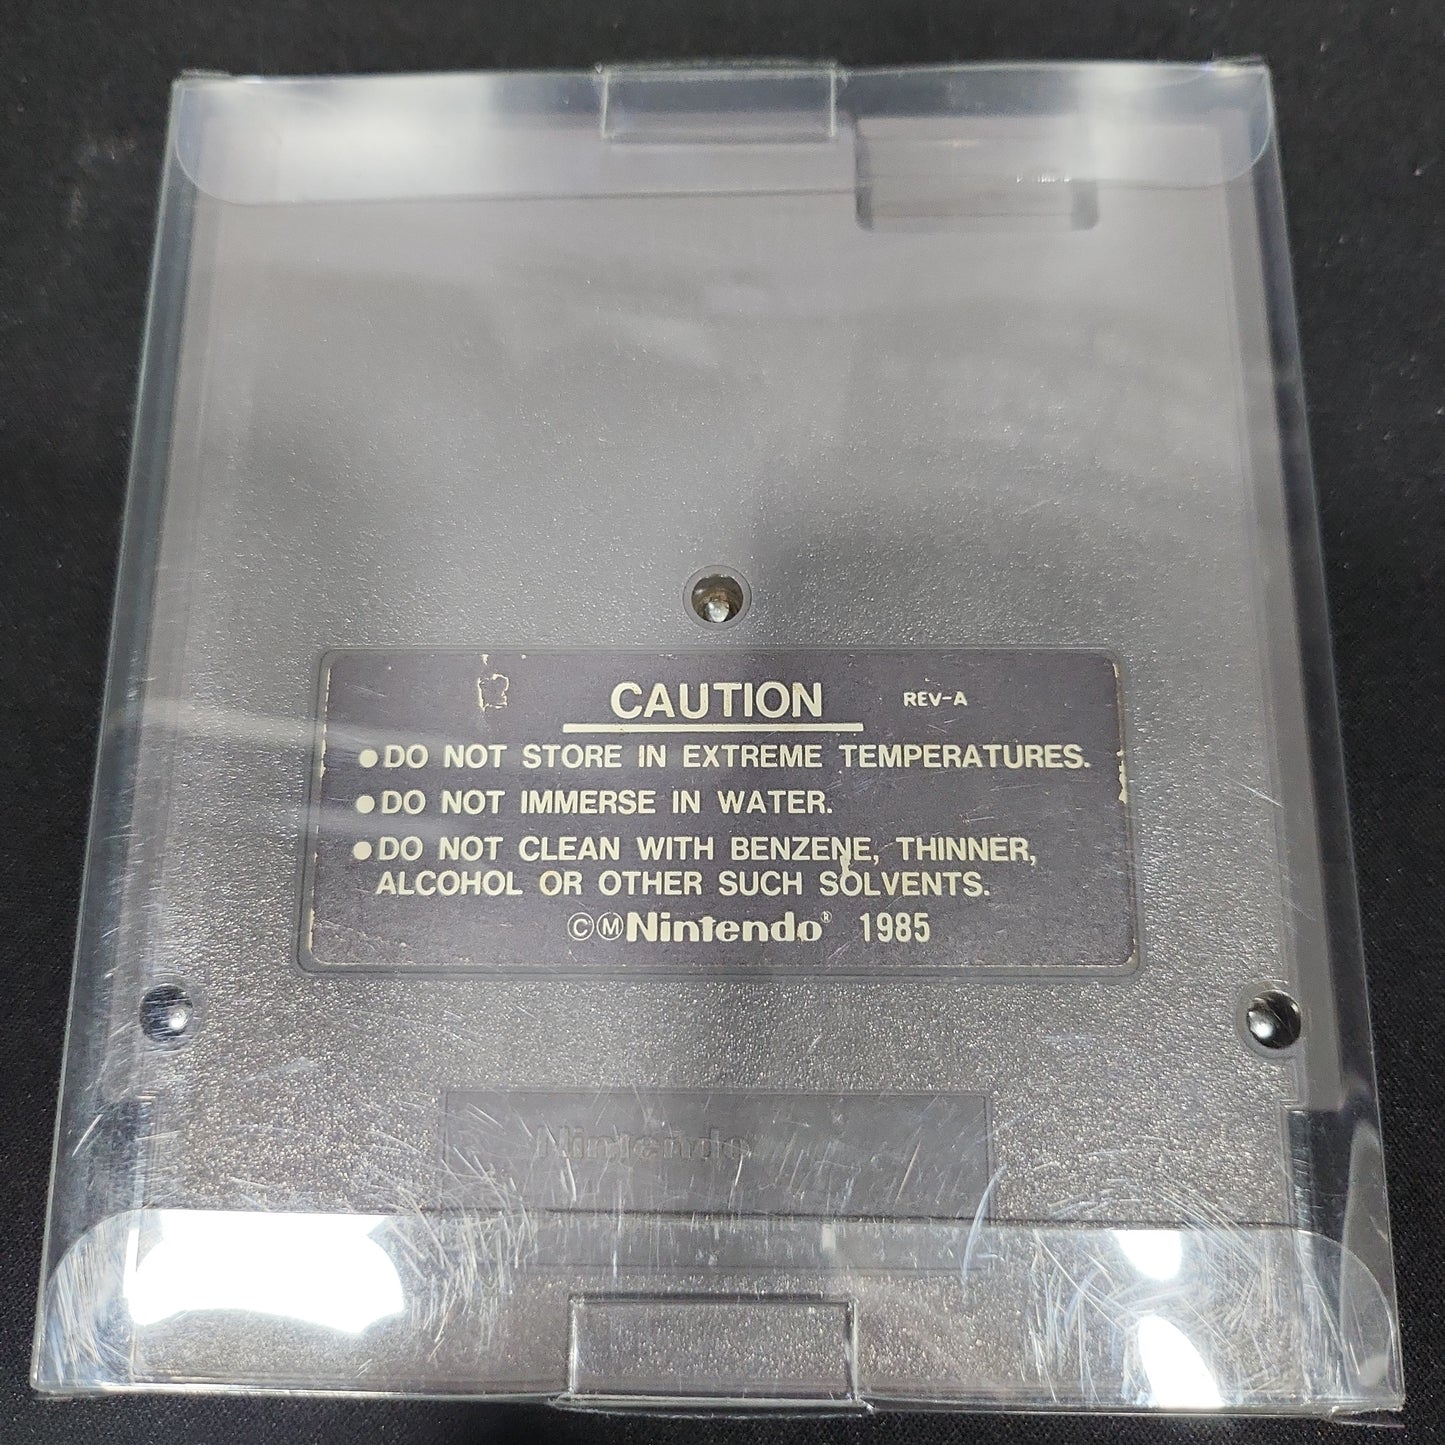 CAUTION REV-A
●DO NOT STORE IN EXTREME TEMPERATURES.
●DO NOT IMMERSE IN WATER.
●DO NOT CLEAN WITH BENZENE, THINNER,
ALCOHOL OR OTHER SUCH SOLVENTS.
©ⓂNintendo® 1985
Nintendo